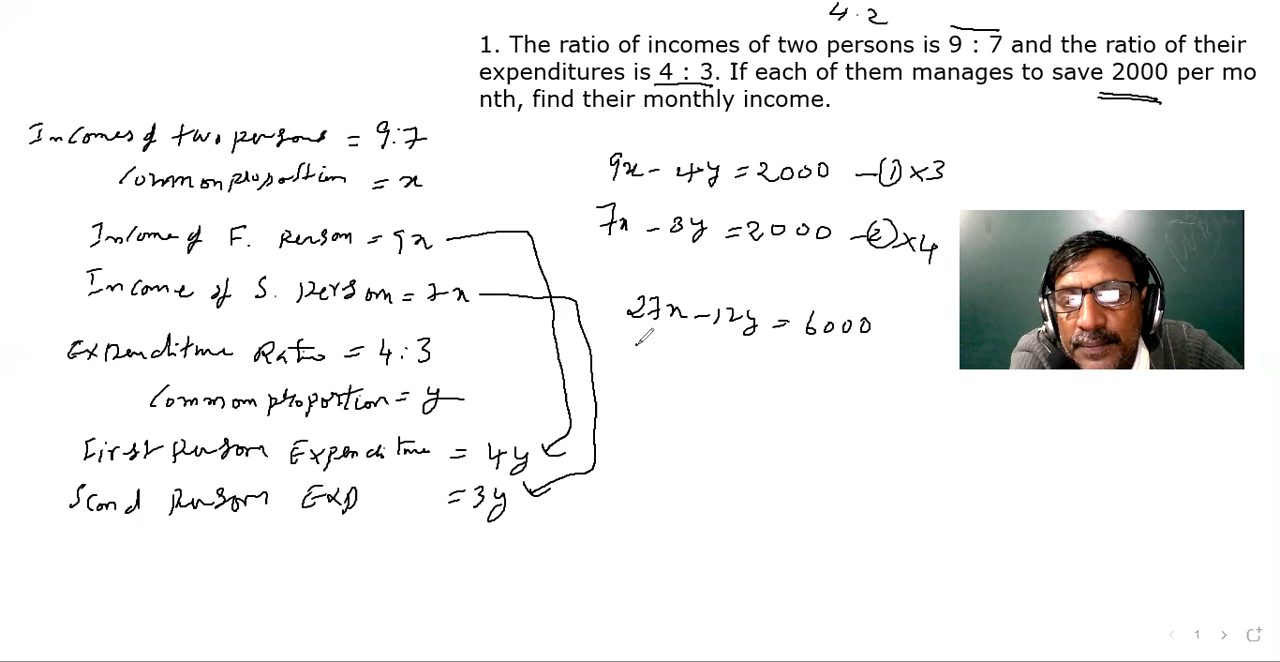 4.2
1. The ratio of incomes of two persons is 9 : 7 and the ratio of their
expenditures is 4 : 3. If each of them manages to save 2000 per mo
nth, find their monthly income.
Incomes of two persons = 9:7
Common proportion = x
Income of F. Person = 9x
Income of S. person = 7x
Expenditure Ratio = 4:3
Common proportion = y
First Person Expenditure = 4y
Scond Person Exp = 3y
9x - 4y = 2000 - ① × 3
7x - 3y = 2000 - ② × 4
27x - 12y = 6000
1